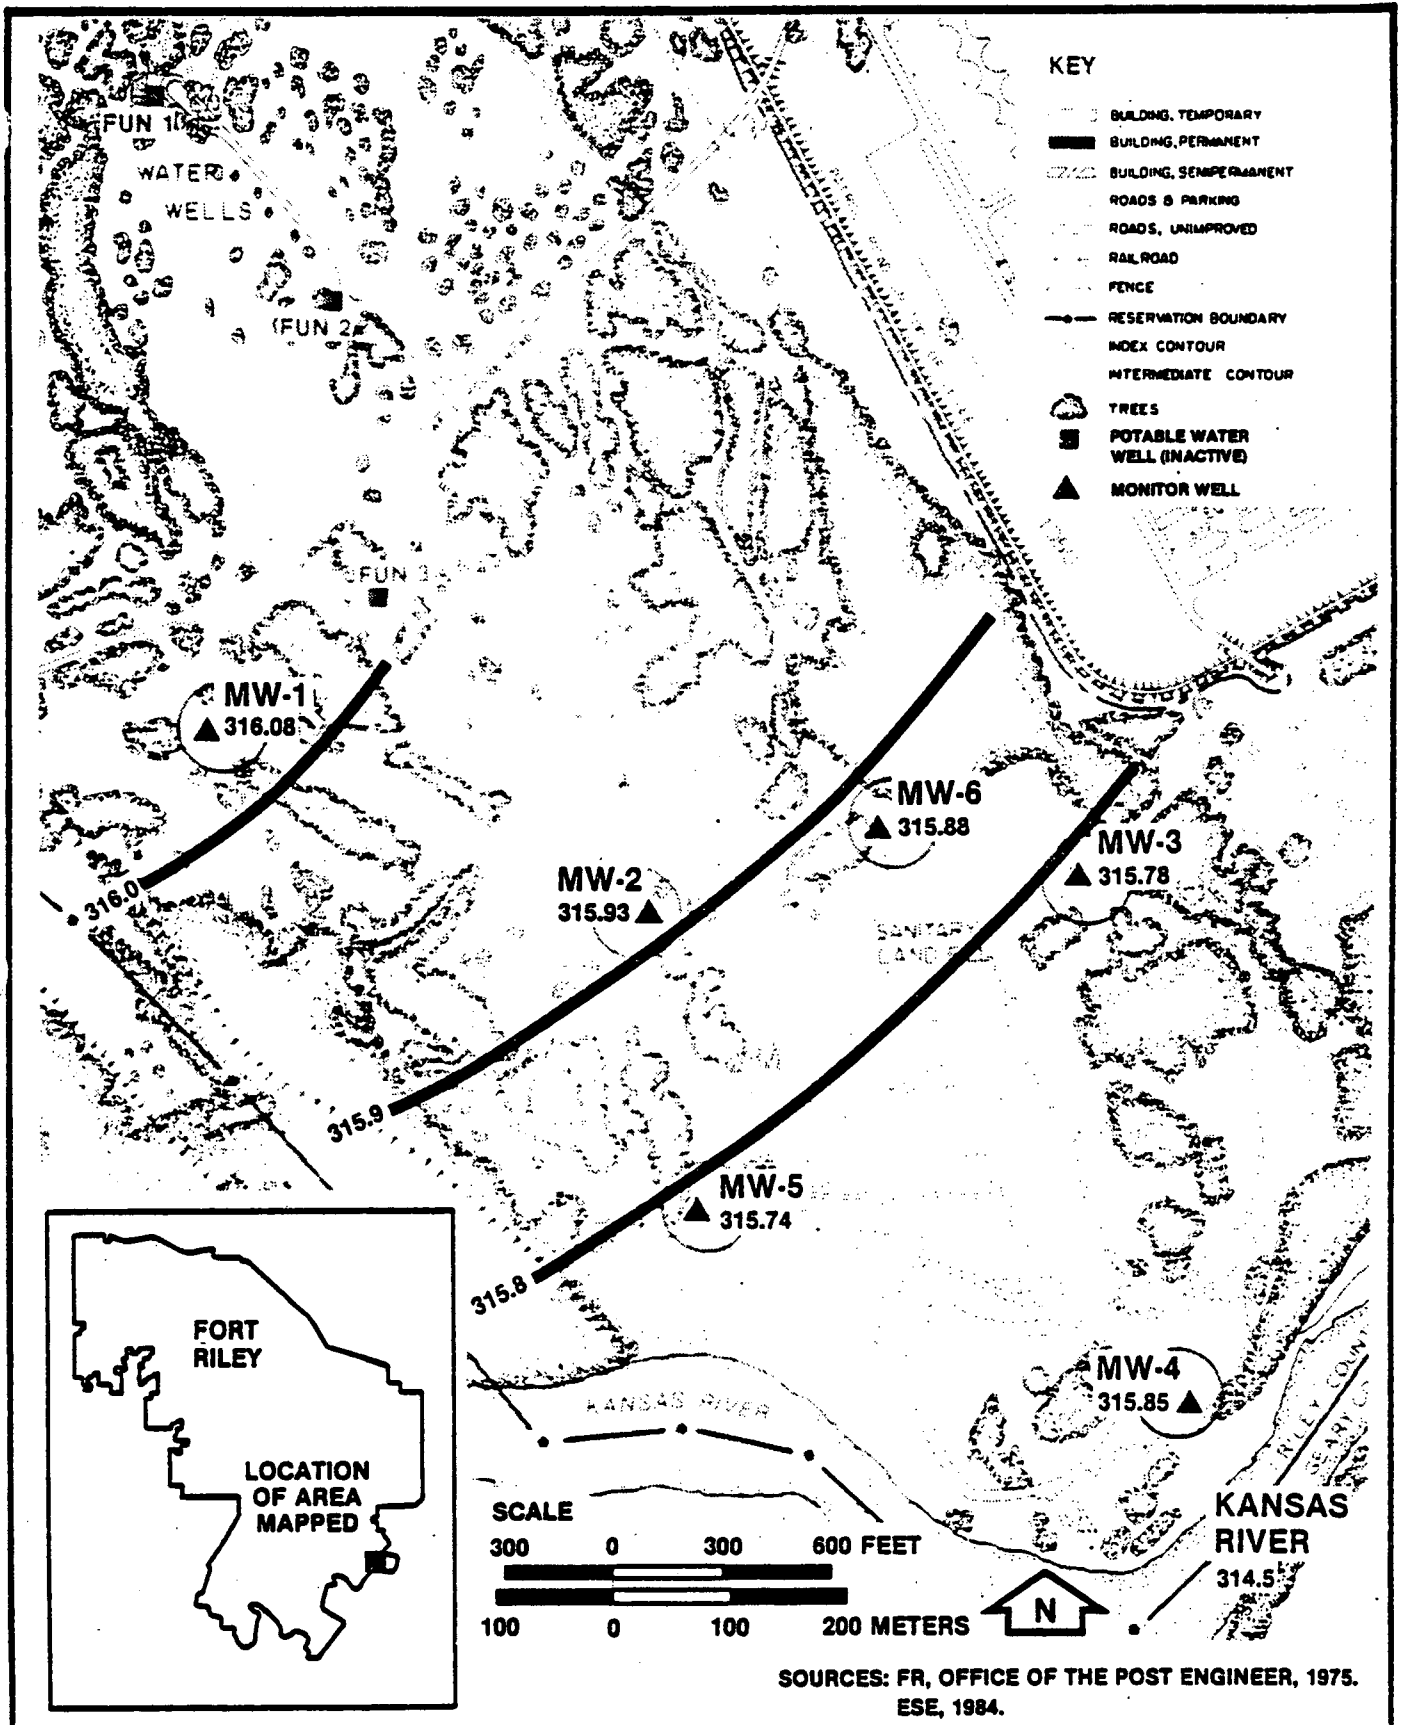 KEY
BUILDING, TEMPORARY
BUILDING, PERMANENT
BUILDING, SEMIPERMANENT
ROADS & PARKING
ROADS, UNIMPROVED
RAILROAD
FENCE
RESERVATION BOUNDARY
INDEX CONTOUR
INTERMEDIATE CONTOUR
TREES
POTABLE WATER
WELL (INACTIVE)
MONITOR WELL
FUN 1
WATER
WELLS
FUN 2
FUN 3
MW-1
316.08
316.0
MW-6
315.88
MW-3
315.78
MW-2
315.93
SANITARY
315.9
MW-5
315.74
315.8
FORT
RILEY
LOCATION
OF AREA
MAPPED
MW-4
315.85
KANSAS RIVER
RILEY
GEARY
KANSAS
RIVER
314.5
SCALE
300 0 300 600 FEET
100 0 100 200 METERS
N
SOURCES: FR, OFFICE OF THE POST ENGINEER, 1975.
ESE, 1984.